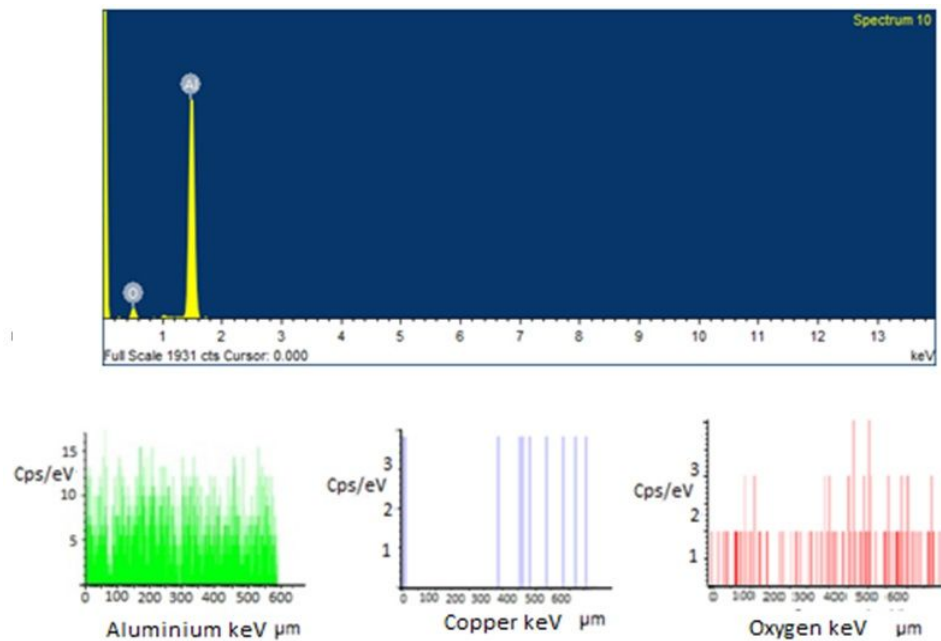 Spectrum 10
Al
O
1 2 3 4 5 6 7 8 9 10 11 12 13
Full Scale 1931 cts Cursor: 0.000 keV
15
Cps/eV
10
5
0 100 200 300 400 500 600
Aluminium keV µm
3
Cps/eV
2
1
0 100 200 300 400 500 600
Copper keV µm
3
Cps/eV
2
1
0 100 200 300 400 500 600
Oxygen keV µm